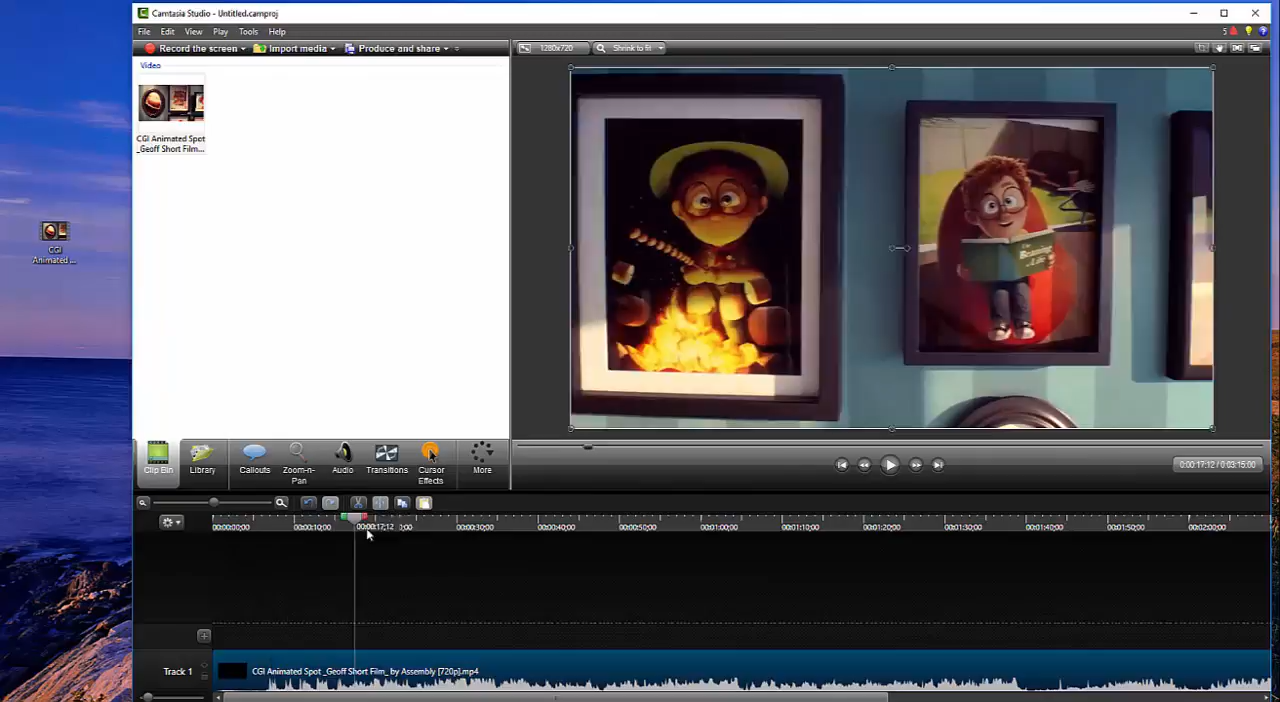 Camtasia Studio - Untitled.camproj
File Edit View Play Tools Help
5
Record the screen Import media Produce and share
1280x720 Shrink to fit
Video
CGI Animated Spot
_Geoff Short Film...
CGI
Animated ...
Clip Bin Library Callouts Zoom-n-Pan Audio Transitions Cursor Effects More
0:00:17;12 / 0:03:15;00
00:00:00;00 00:00:10;00 00:00:17;12 00:00:30;00 00:00:40;00 00:00:50;00 00:01:00;00 00:01:10;00 00:01:20;00 00:01:30;00 00:01:40;00 00:01:50;00 00:02:00;00
Track 1 CGI Animated Spot _Geoff Short Film_ by Assembly [720p].mp4